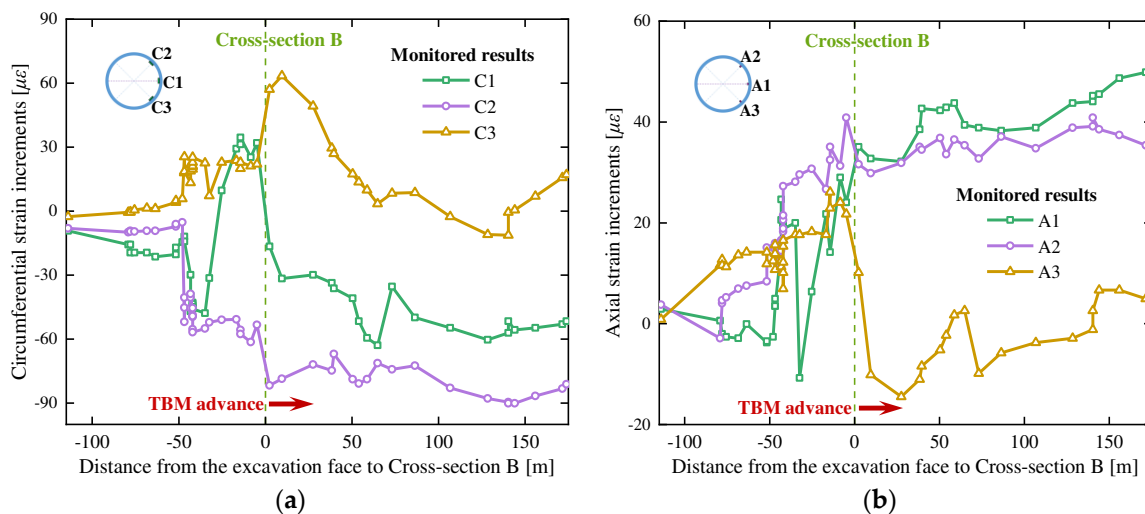 90
60
30
0
-30
-60
-90
Circumferential strain increments [με]
C2
C1
C3
Cross-section B
Monitored results
C1
C2
C3
TBM advance
-100
-50
0
50
100
150
Distance from the excavation face to Cross-section B [m]
(a)
60
40
20
0
-20
Axial strain increments [με]
A2
A1
A3
Cross-section B
Monitored results
A1
A2
A3
TBM advance
-100
-50
0
50
100
150
Distance from the excavation face to Cross-section B [m]
(b)